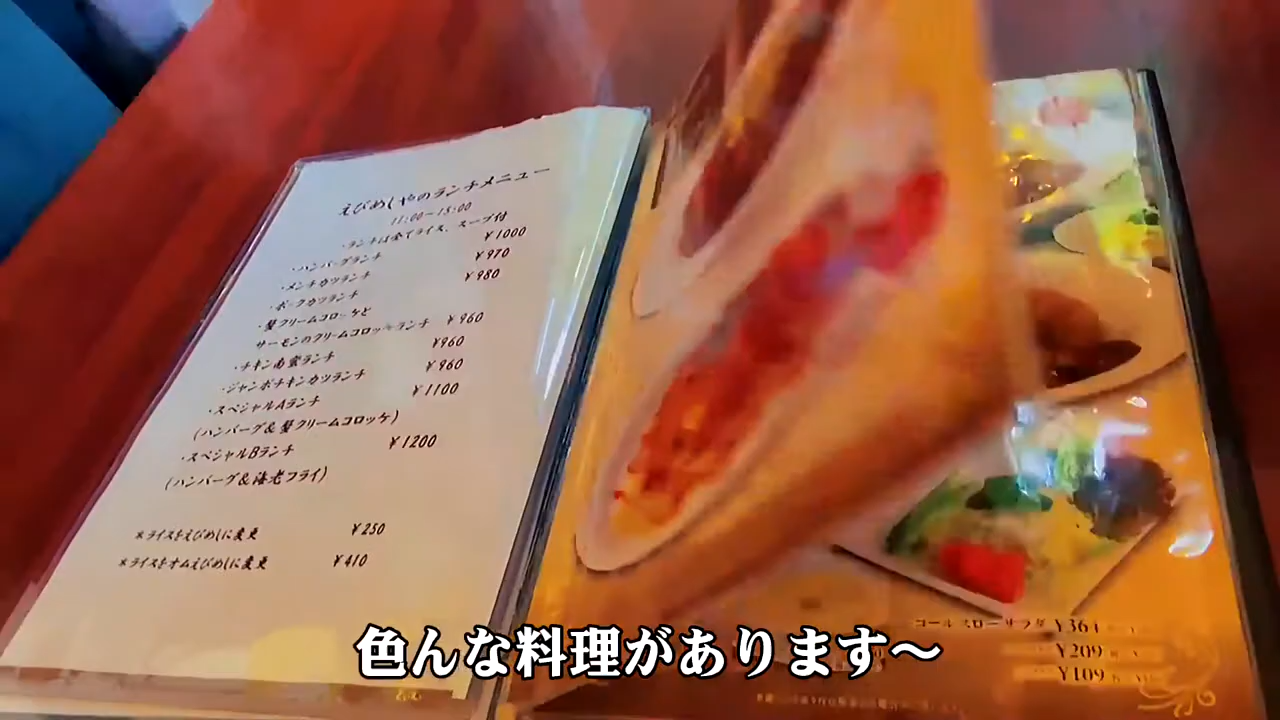 えびめしやのランチメニュー
11:00~15:00
・ランチは全てライス、スープ付
・ハンバーグランチ ¥1000
・メンチカツランチ ¥970
・ポークカツランチ ¥980
・蟹クリームコロッケと
サーモンのクリームコロッケランチ ¥960
・チキン南蛮ランチ ¥960
・ジャンボチキンカツランチ ¥960
・スペシャルAランチ ¥1100
(ハンバーグ&蟹クリームコロッケ)
・スペシャルBランチ ¥1200
(ハンバーグ&海老フライ)
※ライスをえびめしに変更 ¥250
※ライスをオムえびめしに変更 ¥410
コールスローサラダ ¥364
¥209
¥109
色んな料理があります〜